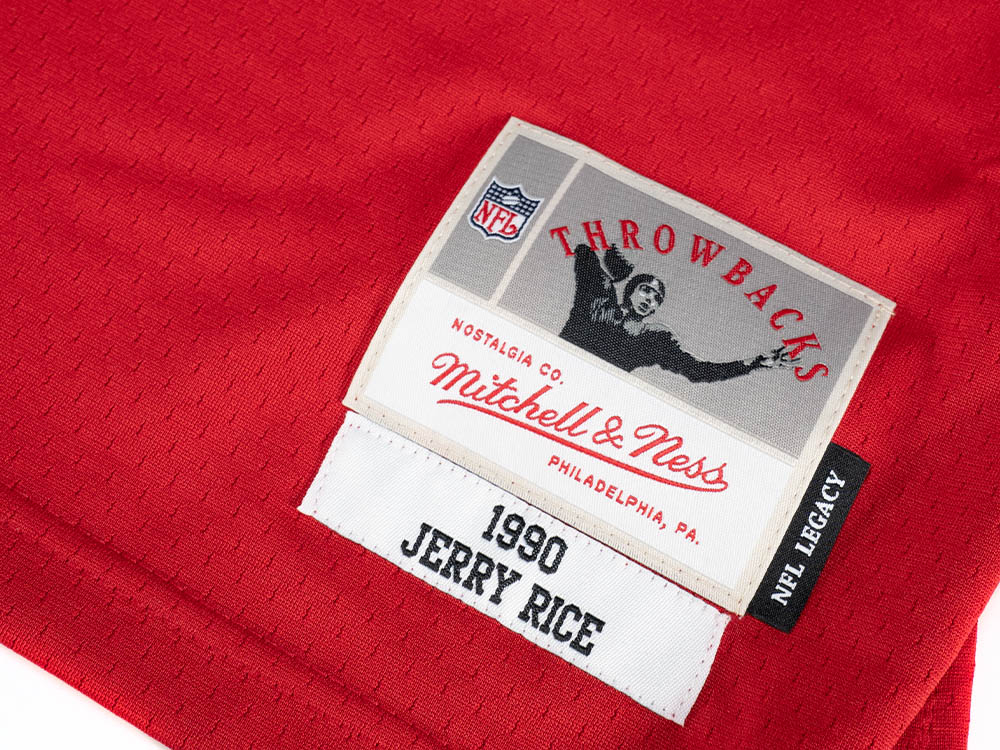 NFL
THROWBACKS
NOSTALGIA CO.
Mitchell & Ness
PHILADELPHIA, PA.
NFL LEGACY
1990
JERRY RICE